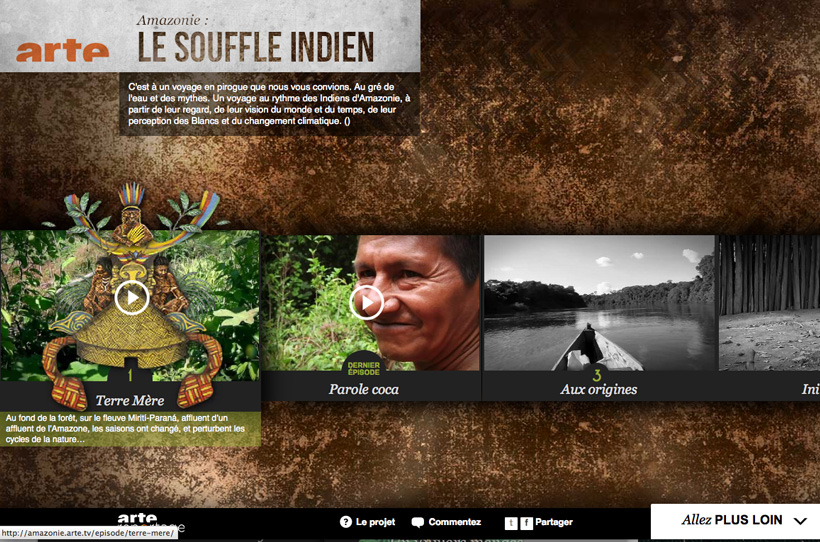 arte
Amazonie :
LE SOUFFLE INDIEN
C'est à un voyage en pirogue que nous vous convions. Au gré de
l'eau et des mythes. Un voyage au rythme des Indiens d'Amazonie, à
partir de leur regard, de leur vision du monde et du temps, de leur
perception des Blancs et du changement climatique. ()
1
Terre Mère
Au fond de la forêt, sur le fleuve Miriti-Paraná, affluent d'un
affluent de l'Amazone, les saisons ont changé, et perturbent les
cycles de la nature...
DERNIER
ÉPISODE
Parole coca
3
Aux origines
Ini
arte
Le projet
Commentez
Partager
Allez PLUS LOIN
http://amazonie.arte.tv/episode/terre-mere/